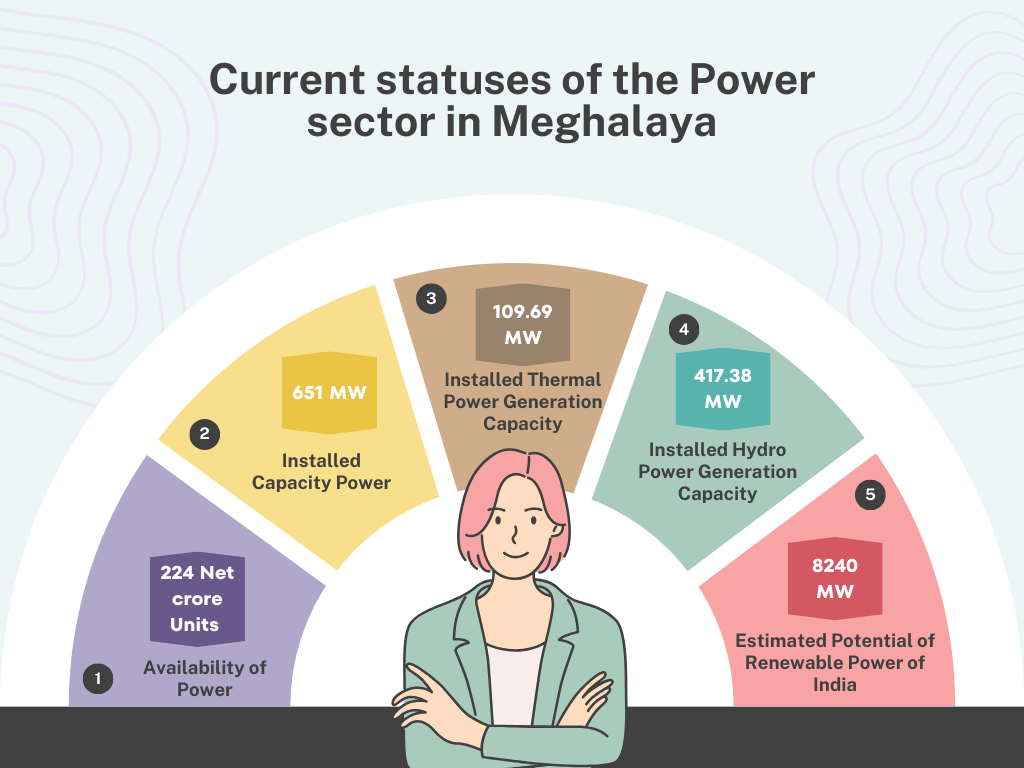 Current statuses of the Power
sector in Meghalaya
1
224 Net
crore
Units
Availability of
Power
2
651 MW
Installed
Capacity Power
3
109.69
MW
Installed Thermal
Power Generation
Capacity
4
417.38
MW
Installed Hydro
Power Generation
Capacity
5
8240
MW
Estimated Potential of
Renewable Power of
India